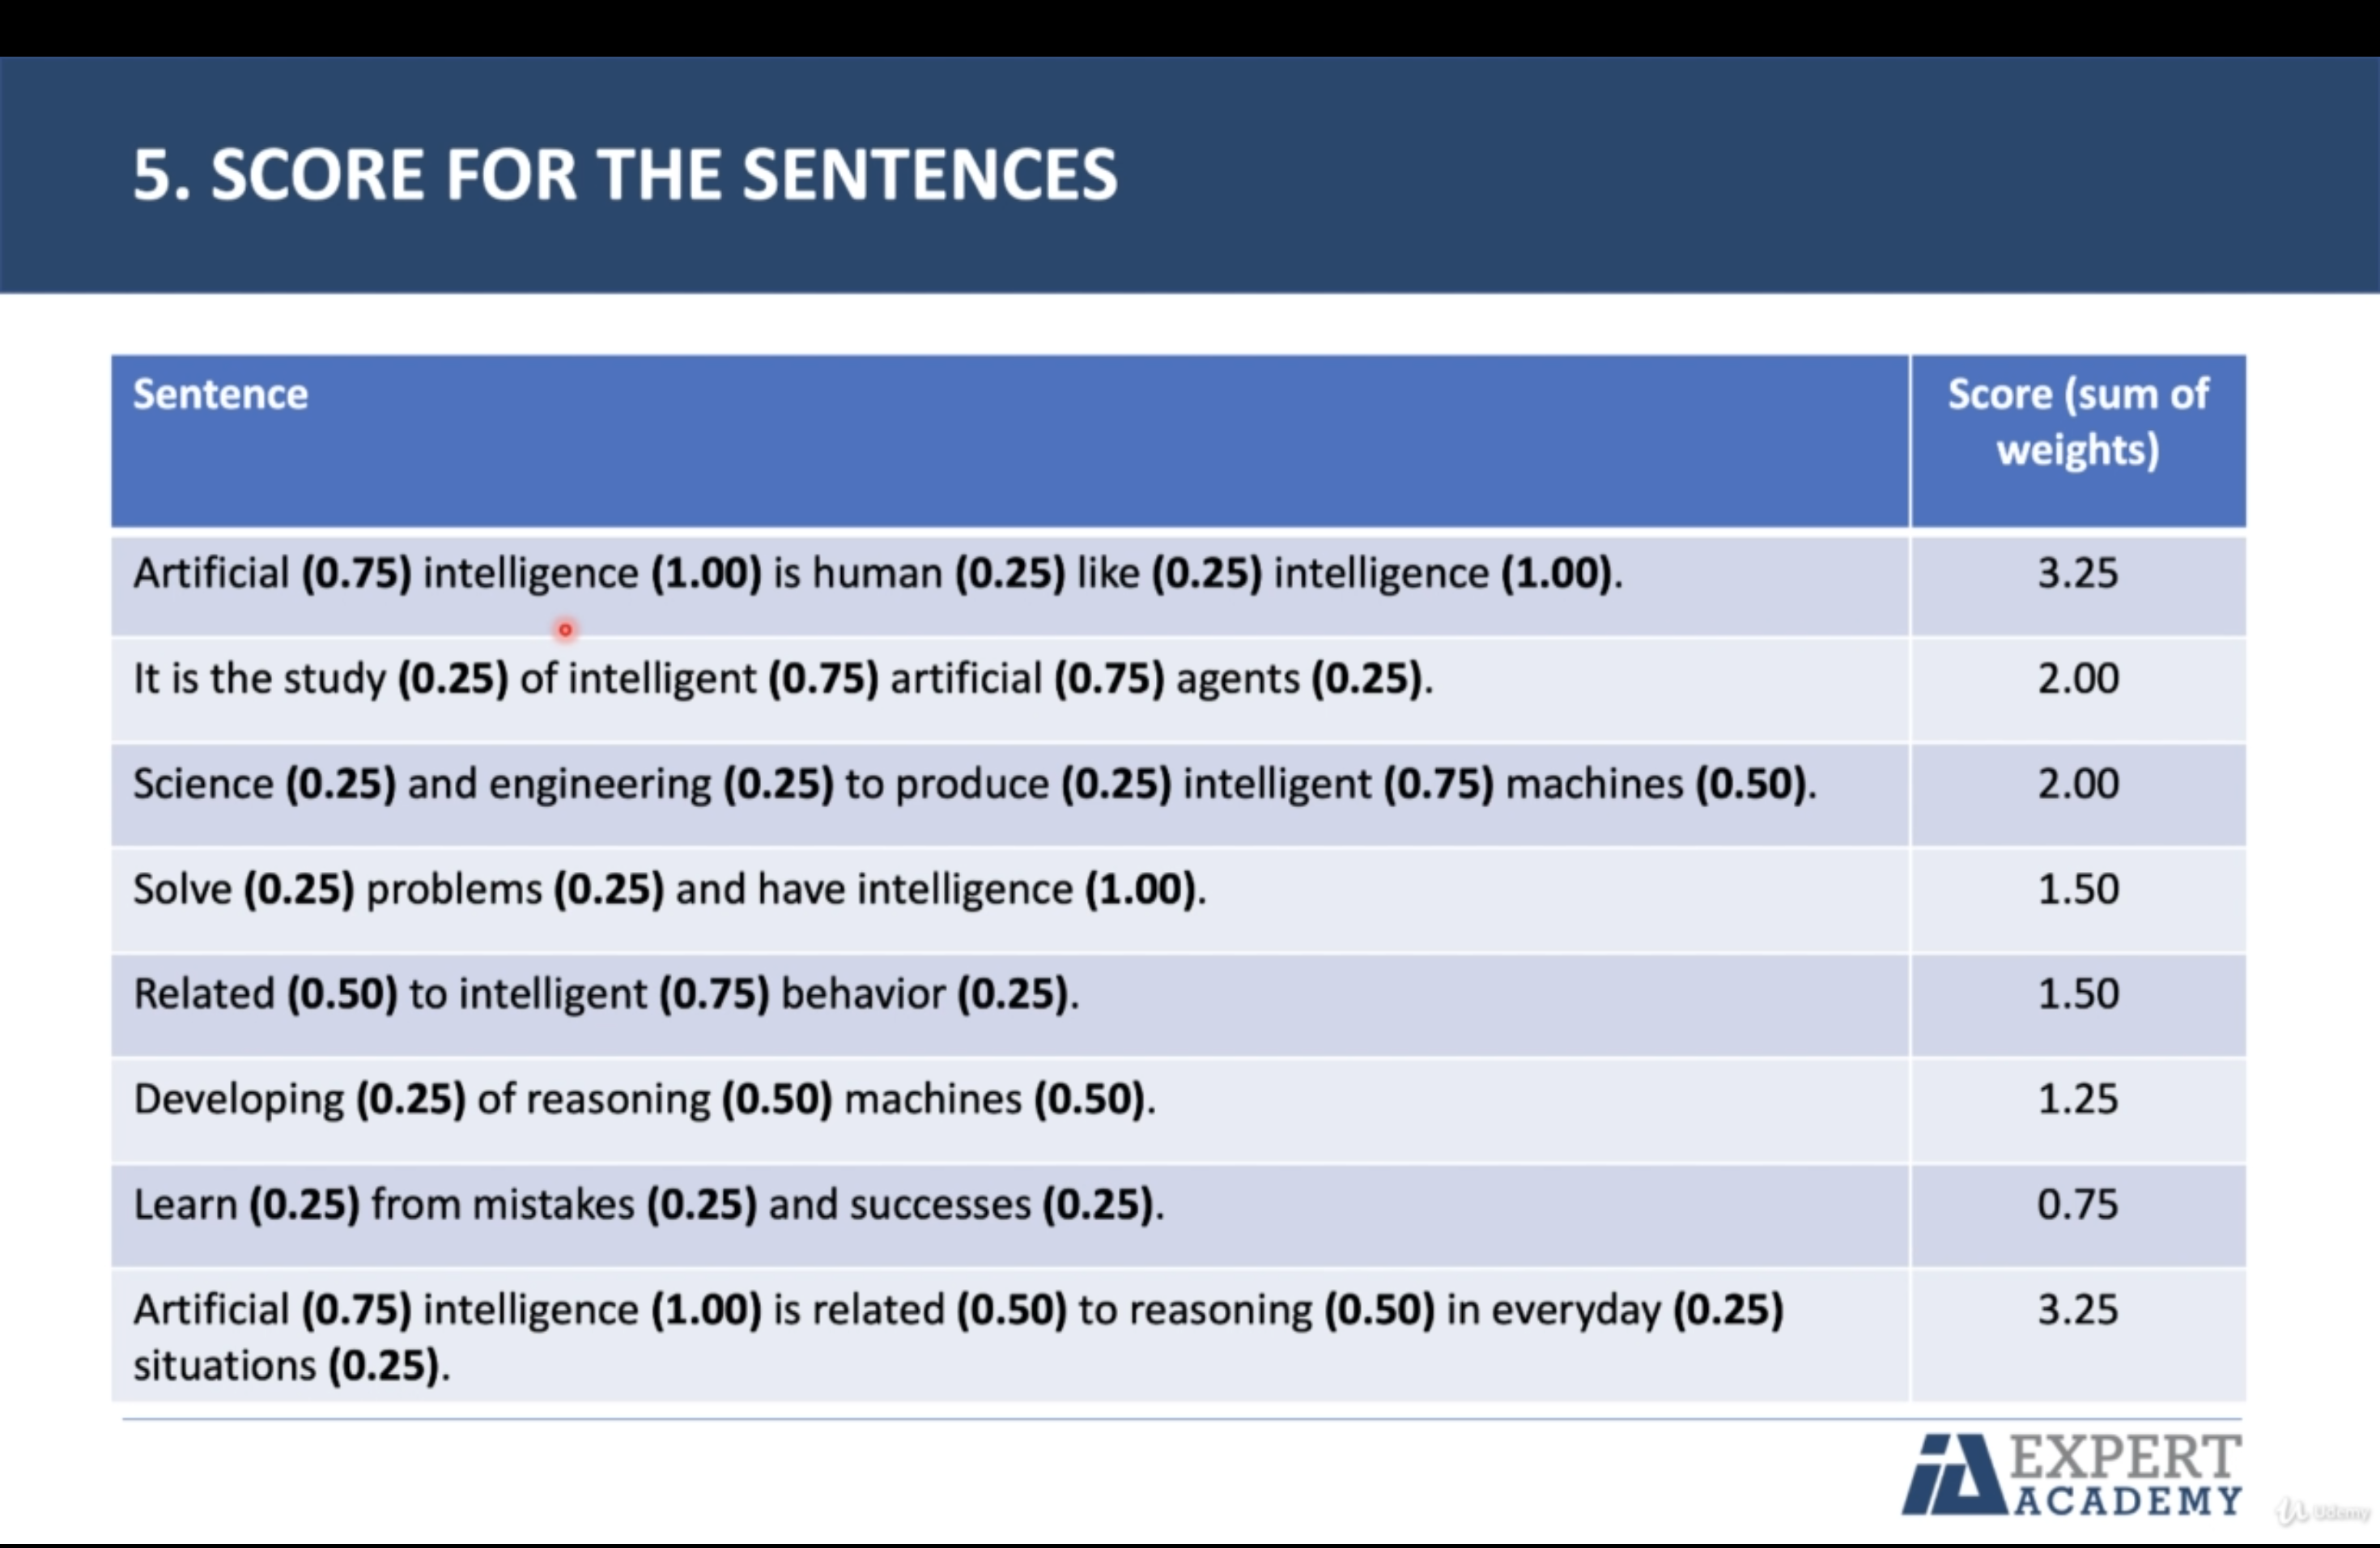 5. SCORE FOR THE SENTENCES
Sentence
Score (sum of
weights)
Artificial (0.75) intelligence (1.00) is human (0.25) like (0.25) intelligence (1.00).
3.25
It is the study (0.25) of intelligent (0.75) artificial (0.75) agents (0.25).
2.00
Science (0.25) and engineering (0.25) to produce (0.25) intelligent (0.75) machines (0.50).
2.00
Solve (0.25) problems (0.25) and have intelligence (1.00).
1.50
Related (0.50) to intelligent (0.75) behavior (0.25).
1.50
Developing (0.25) of reasoning (0.50) machines (0.50).
1.25
Learn (0.25) from mistakes (0.25) and successes (0.25).
0.75
Artificial (0.75) intelligence (1.00) is related (0.50) to reasoning (0.50) in everyday (0.25)
situations (0.25).
3.25
iA EXPERT
ACADEMY
Udemy